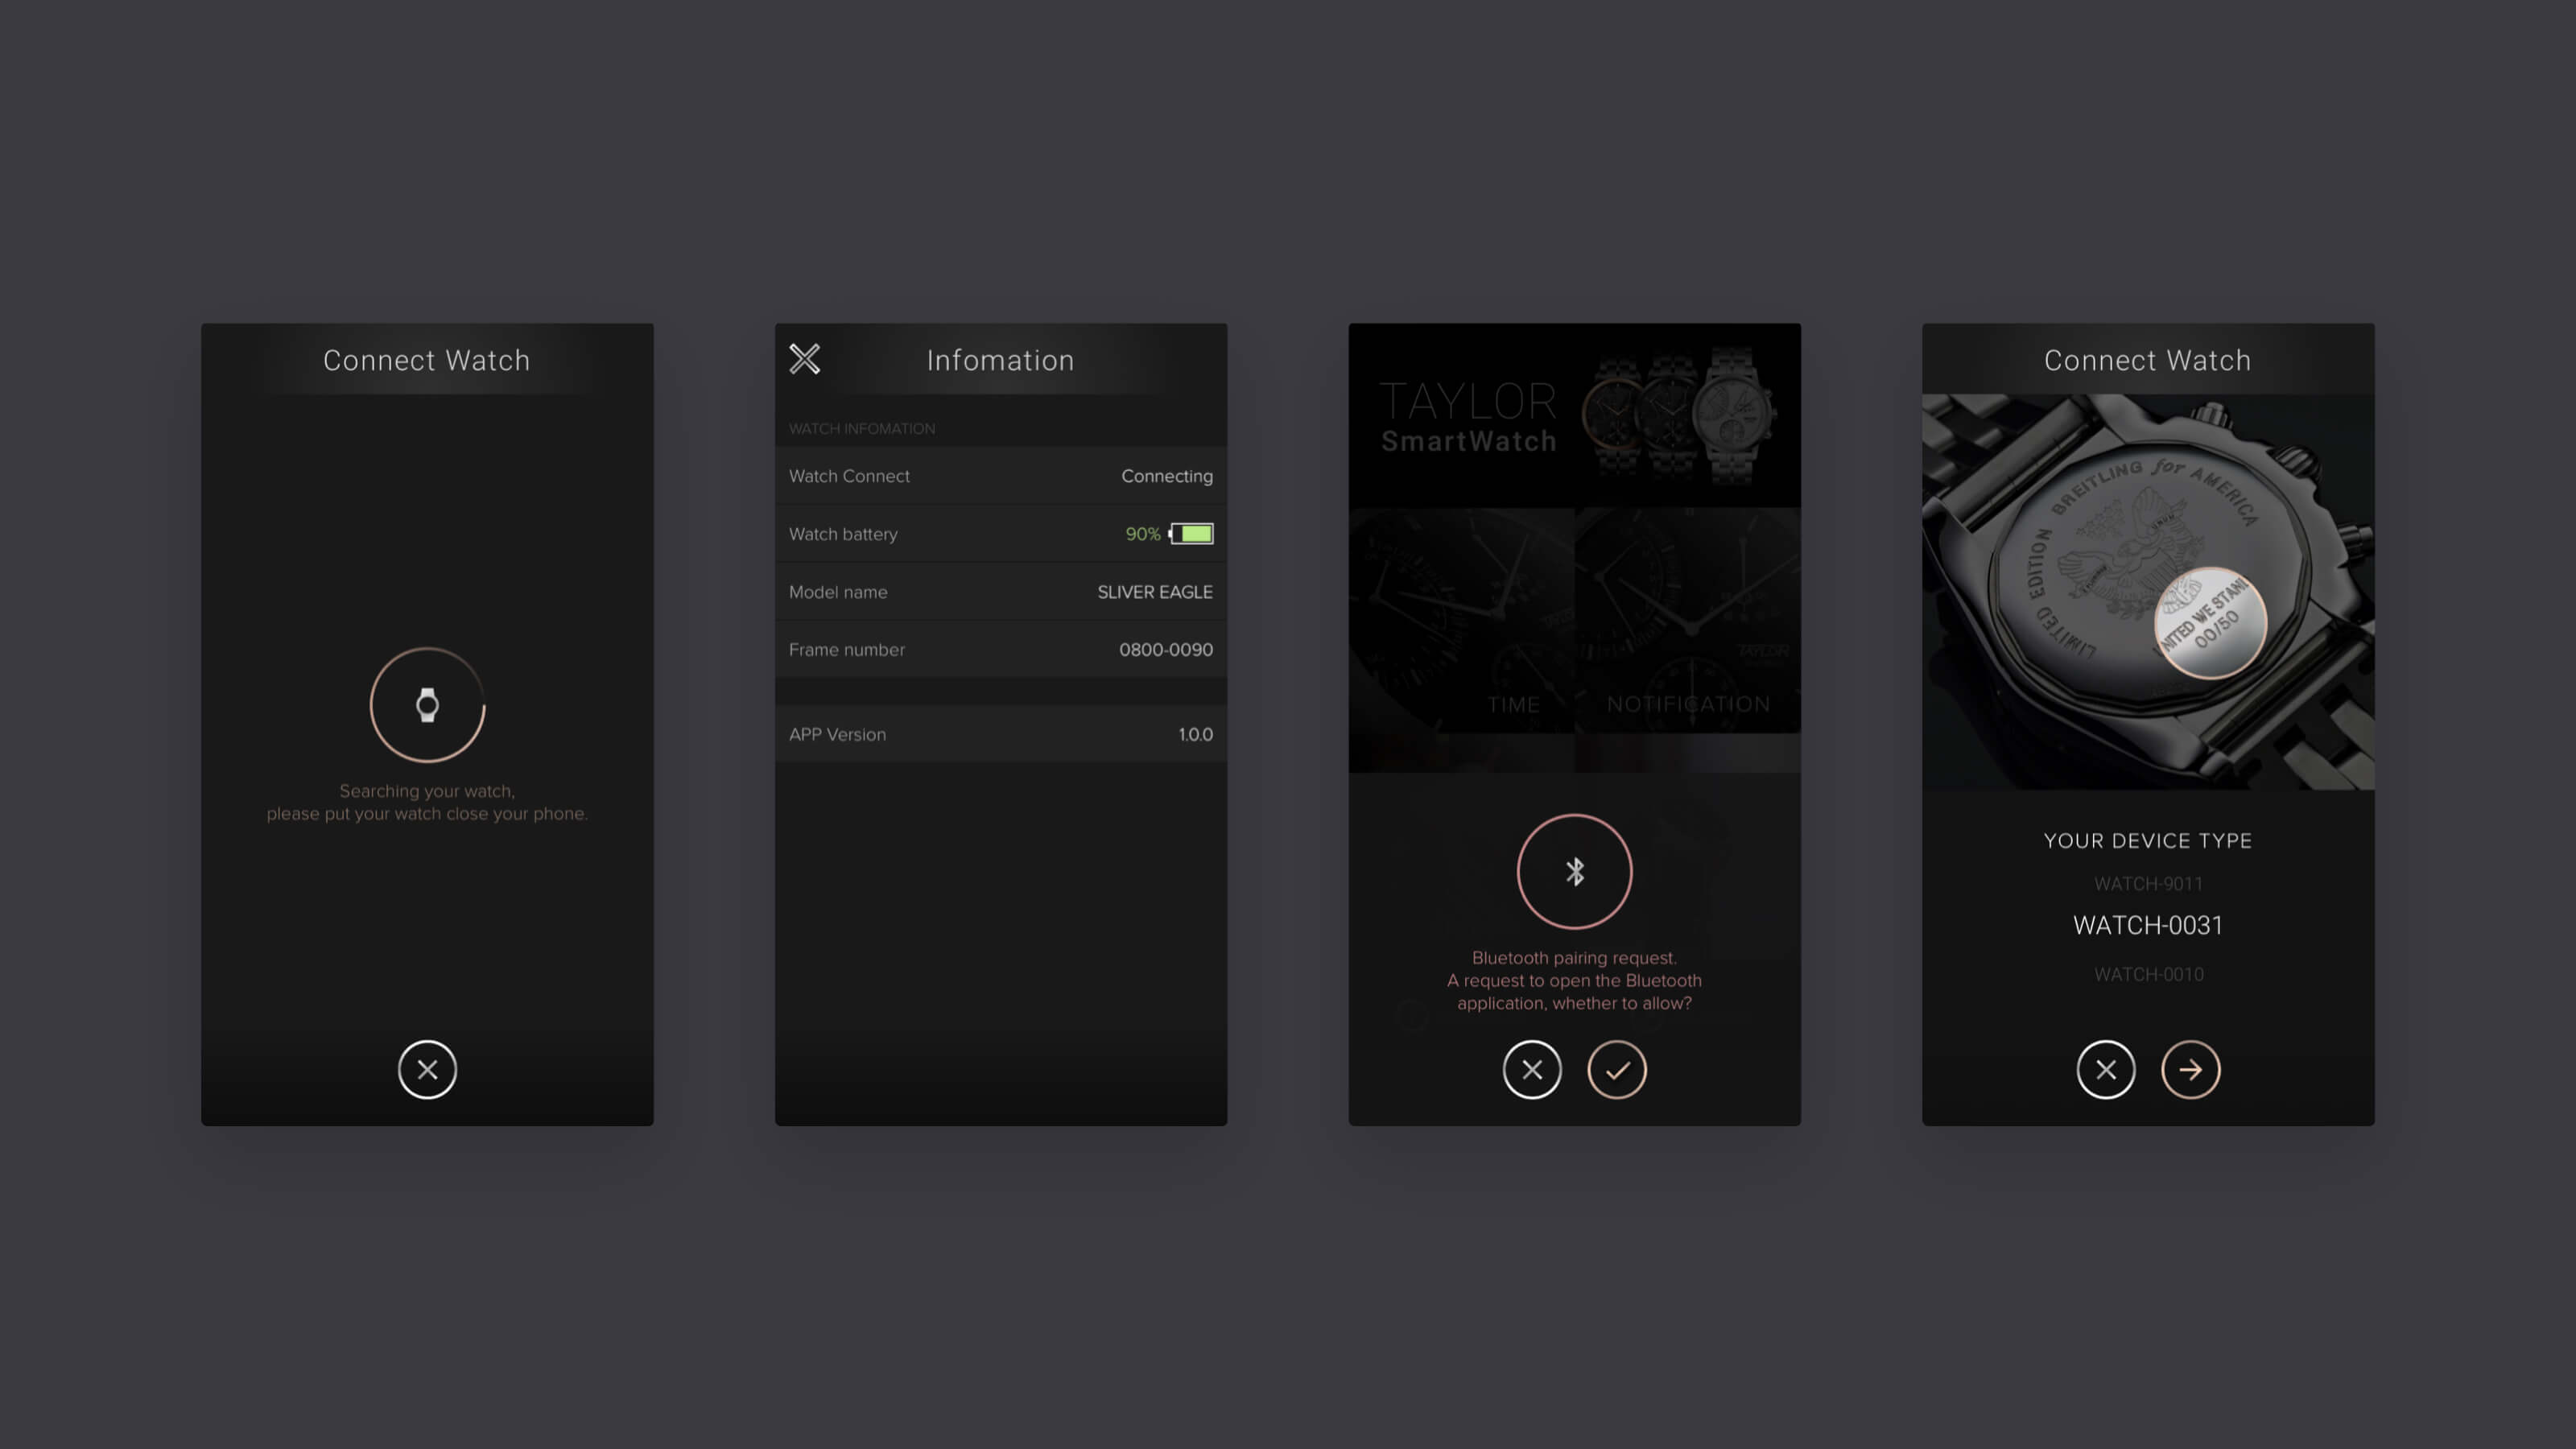 Connect Watch
Searching your watch,
please put your watch close your phone.
Infomation
WATCH INFOMATION
Watch Connect Connecting
Watch battery 90%
Model name SLIVER EAGLE
Frame number 0800-0090
APP Version 1.0.0
TAYLOR
SmartWatch
TAYLOR
TIME NOTIFICATION
Bluetooth pairing request.
A request to open the Bluetooth
application, whether to allow?
Connect Watch
LIMITED EDITION BREITLING for AMERICA
NITED WE STAN
00/50
YOUR DEVICE TYPE
WATCH-9011
WATCH-0031
WATCH-0010